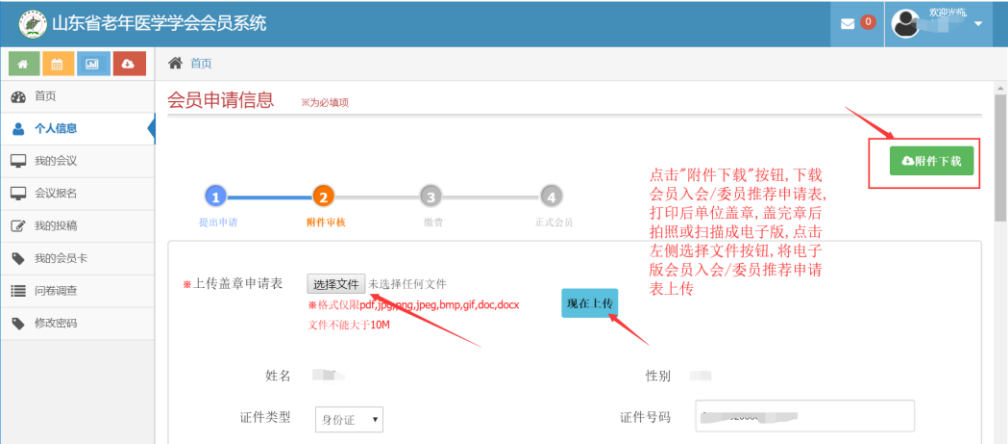 山东省老年医学学会会员系统
0
首页
首页
个人信息
我的会议
会议报名
我的投稿
我的会员卡
问卷调查
修改密码
会员申请信息 ※为必填项
附件下载
点击"附件下载"按钮,下载
会员入会/委员推荐申请表,
打印后单位盖章,盖完章后
拍照或扫描成电子版,点击
左侧选择文件按钮,将电子
版会员入会/委员推荐申请
表上传
1 2 3 4
提出申请 附件审核 缴费 正式会员
※上传盖章申请表 选择文件 未选择任何文件
※格式仅限pdf,jpg,png,jpeg,bmp,gif,doc,docx
文件不能大于10M
现在上传
姓名 性别
证件类型 身份证 证件号码